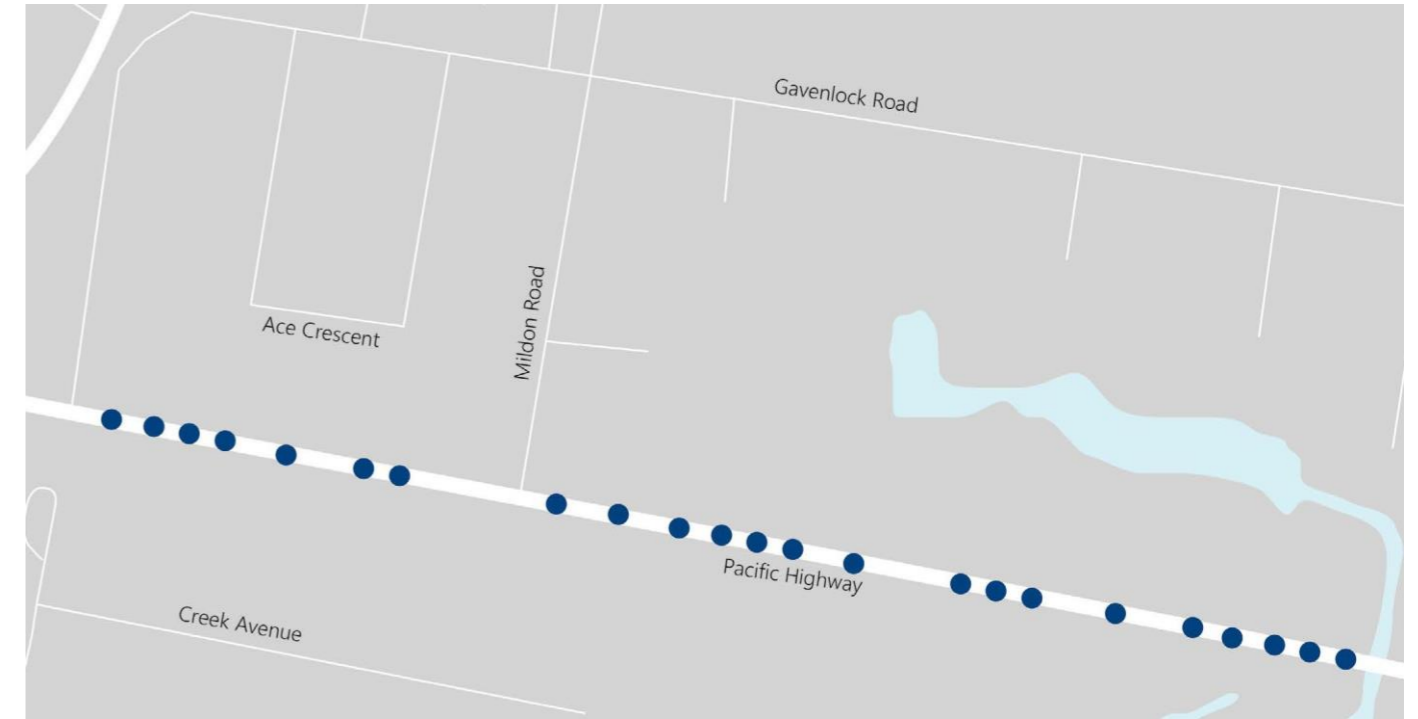 Gavenlock Road
Ace Crescent
Mildon Road
Pacific Highway
Creek Avenue